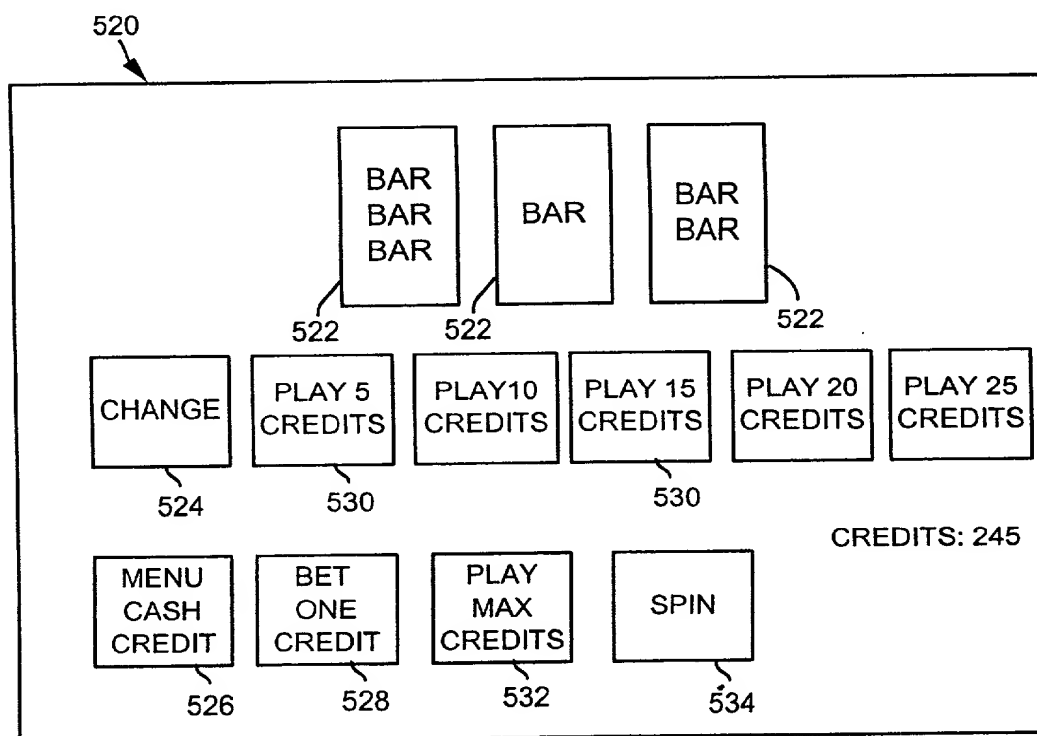 520
BAR
BAR
BAR
BAR
BAR
BAR
522
522
522
CHANGE
PLAY 5
CREDITS
PLAY10
CREDITS
PLAY 15
CREDITS
PLAY 20
CREDITS
PLAY 25
CREDITS
524
530
530
CREDITS: 245
MENU
CASH
CREDIT
BET
ONE
CREDIT
PLAY
MAX
CREDITS
SPIN
526
528
532
534